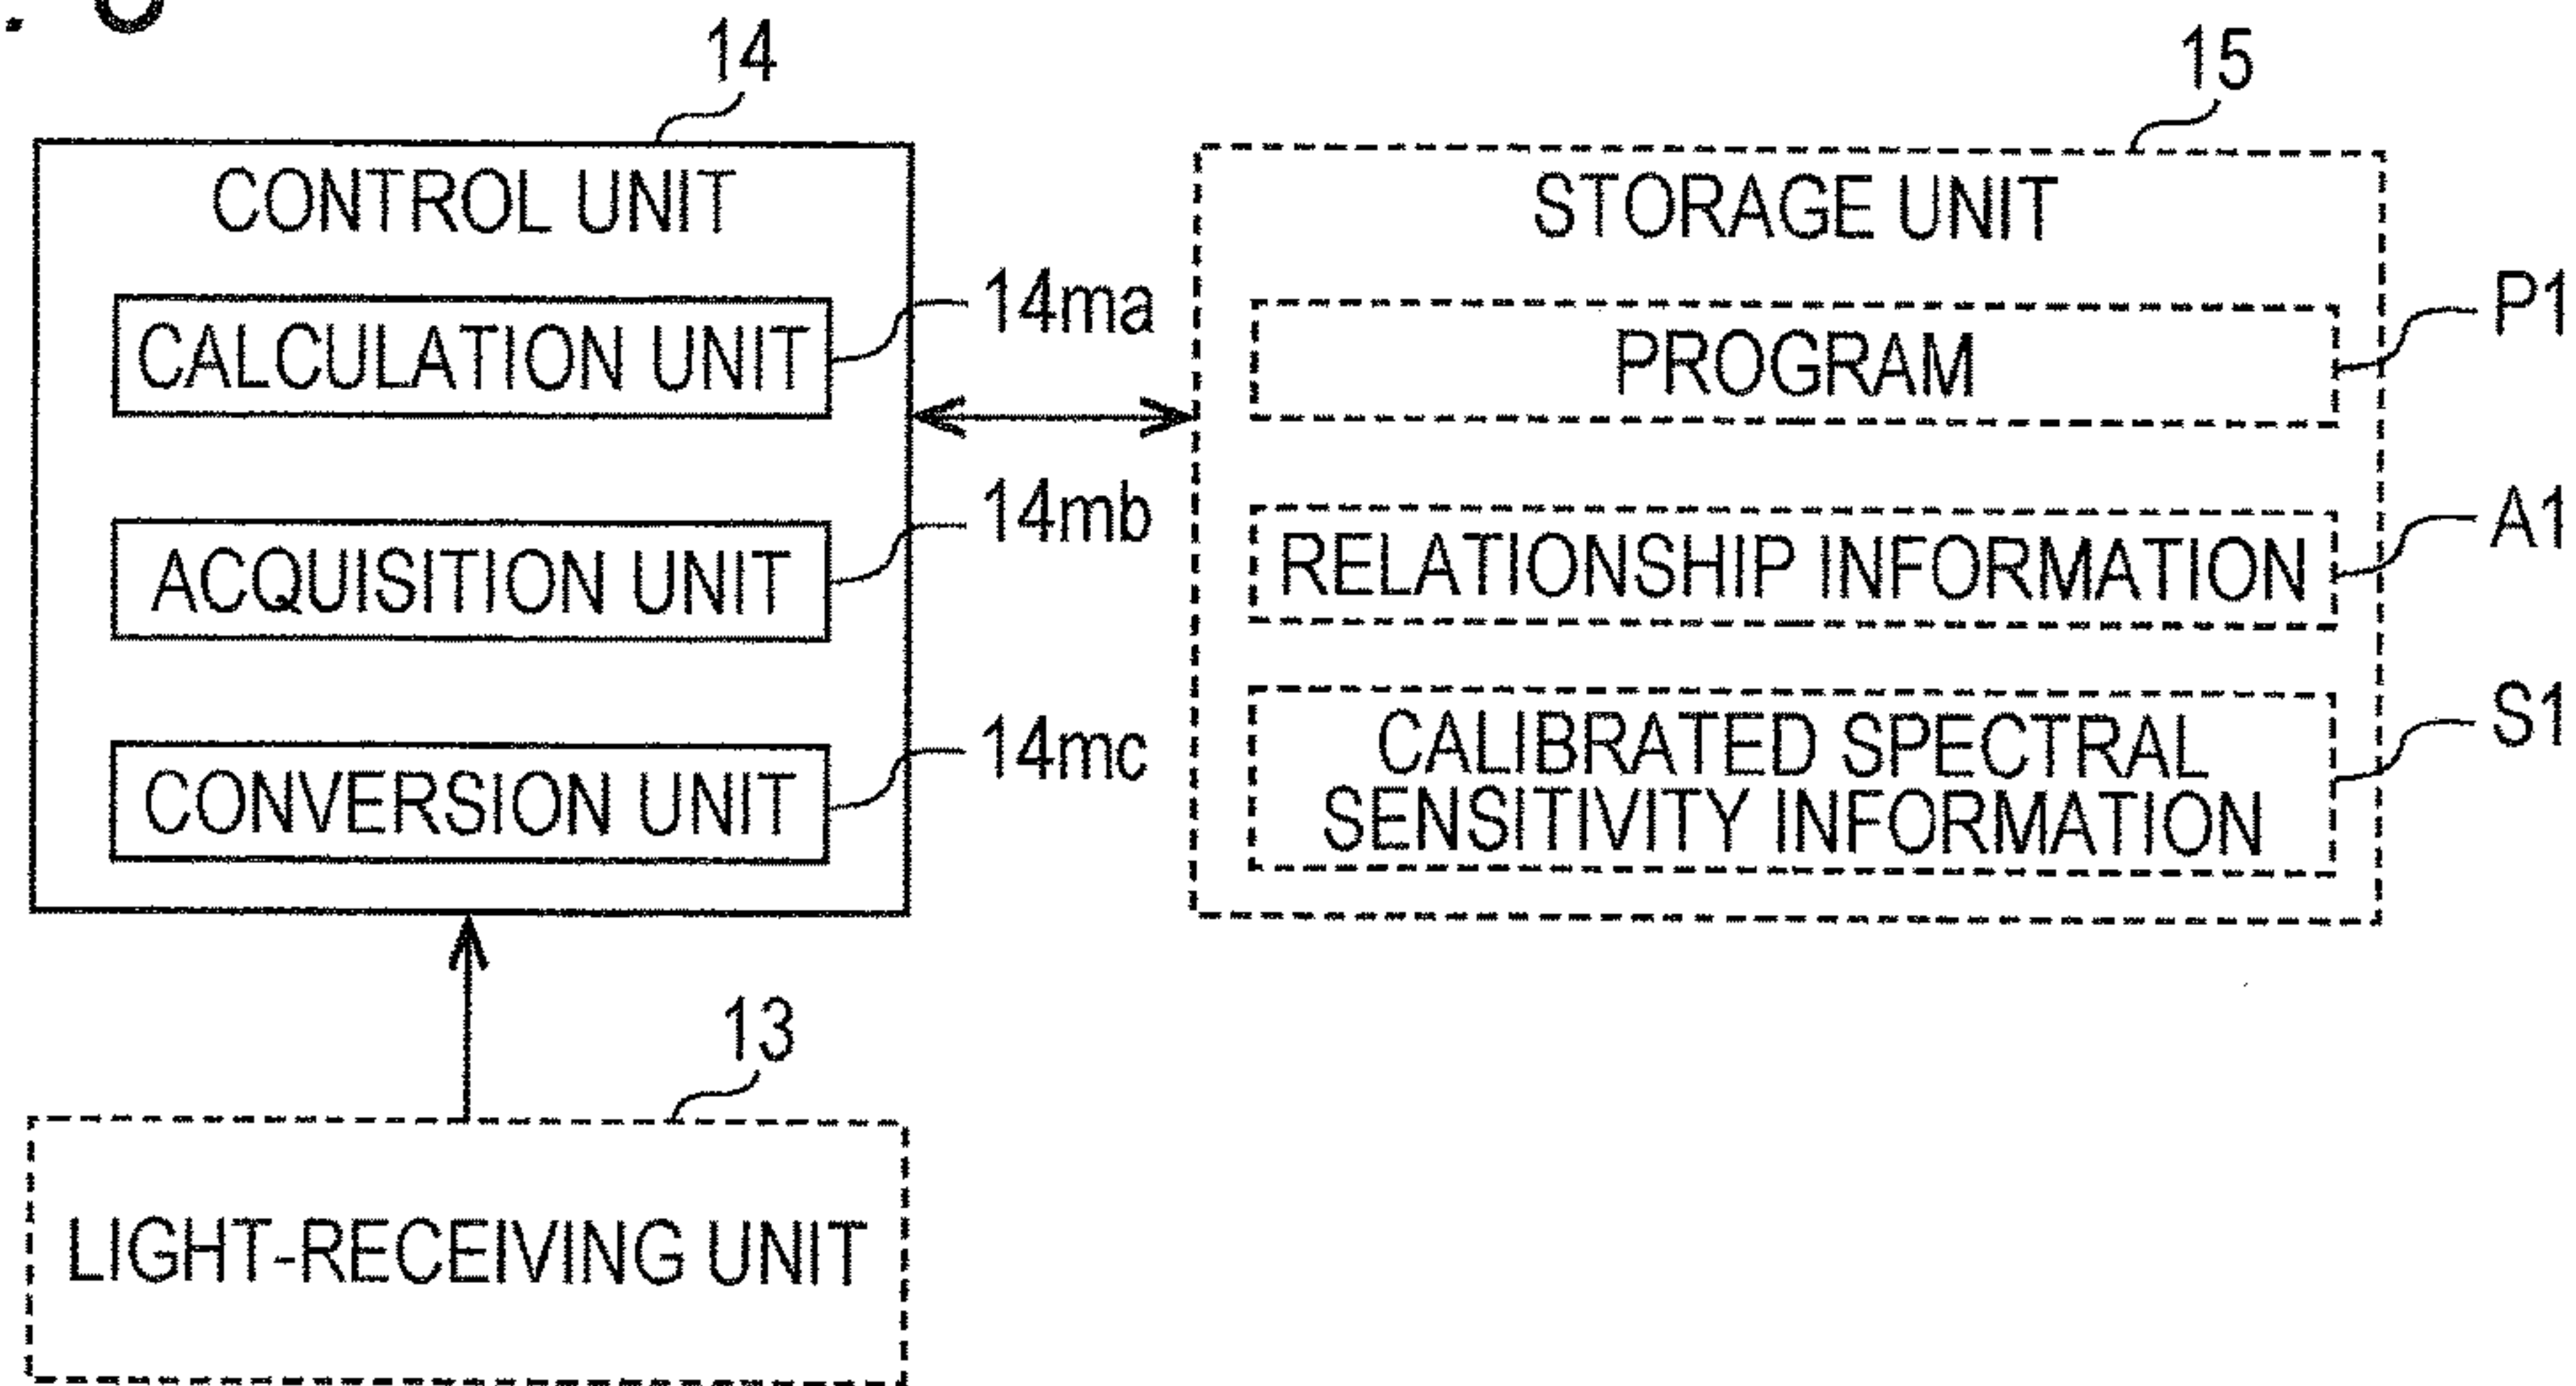 14
CONTROL UNIT
CALCULATION UNIT
14ma
ACQUISITION UNIT
14mb
CONVERSION UNIT
14mc
15
STORAGE UNIT
PROGRAM
P1
RELATIONSHIP INFORMATION
A1
CALIBRATED SPECTRAL
SENSITIVITY INFORMATION
S1
13
LIGHT-RECEIVING UNIT